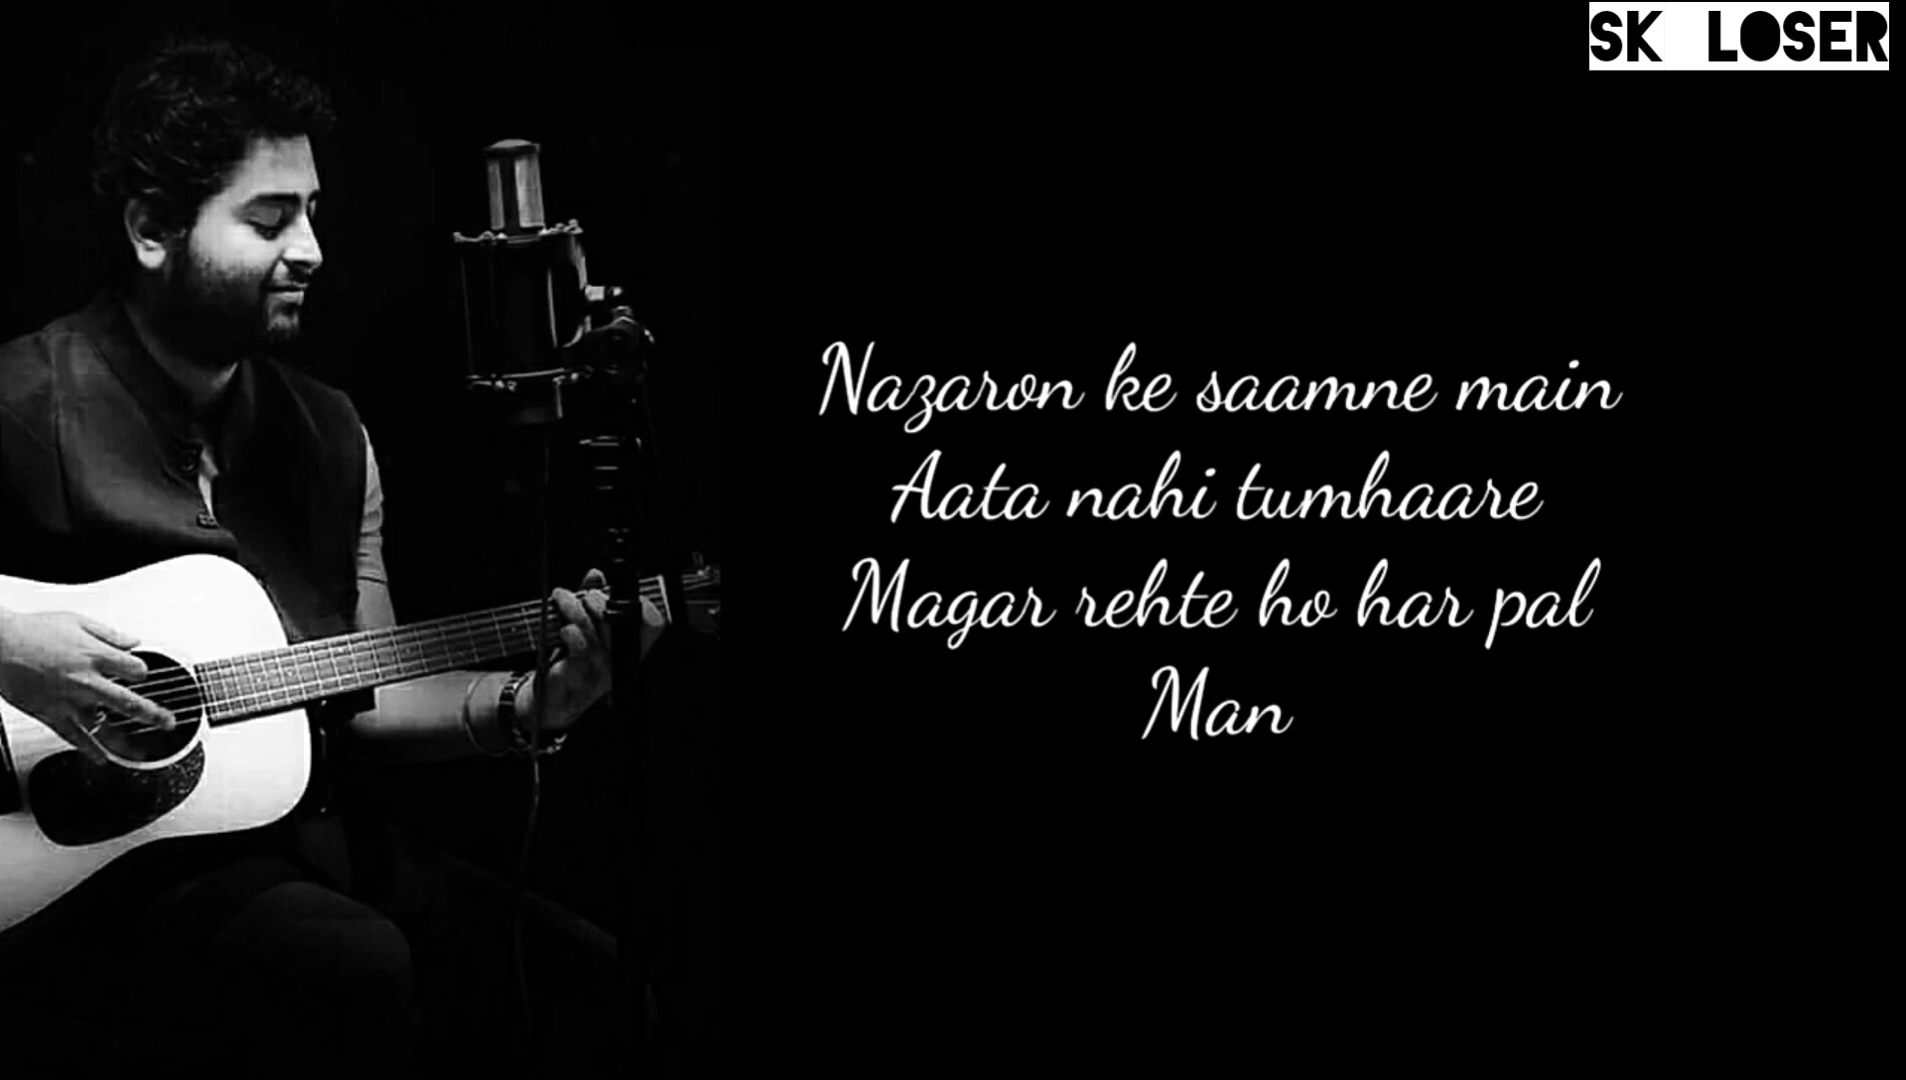 SK LOSER
Nazaron ke saamne main
Aata nahi tumhaare
Magar rehte ho har pal
Man